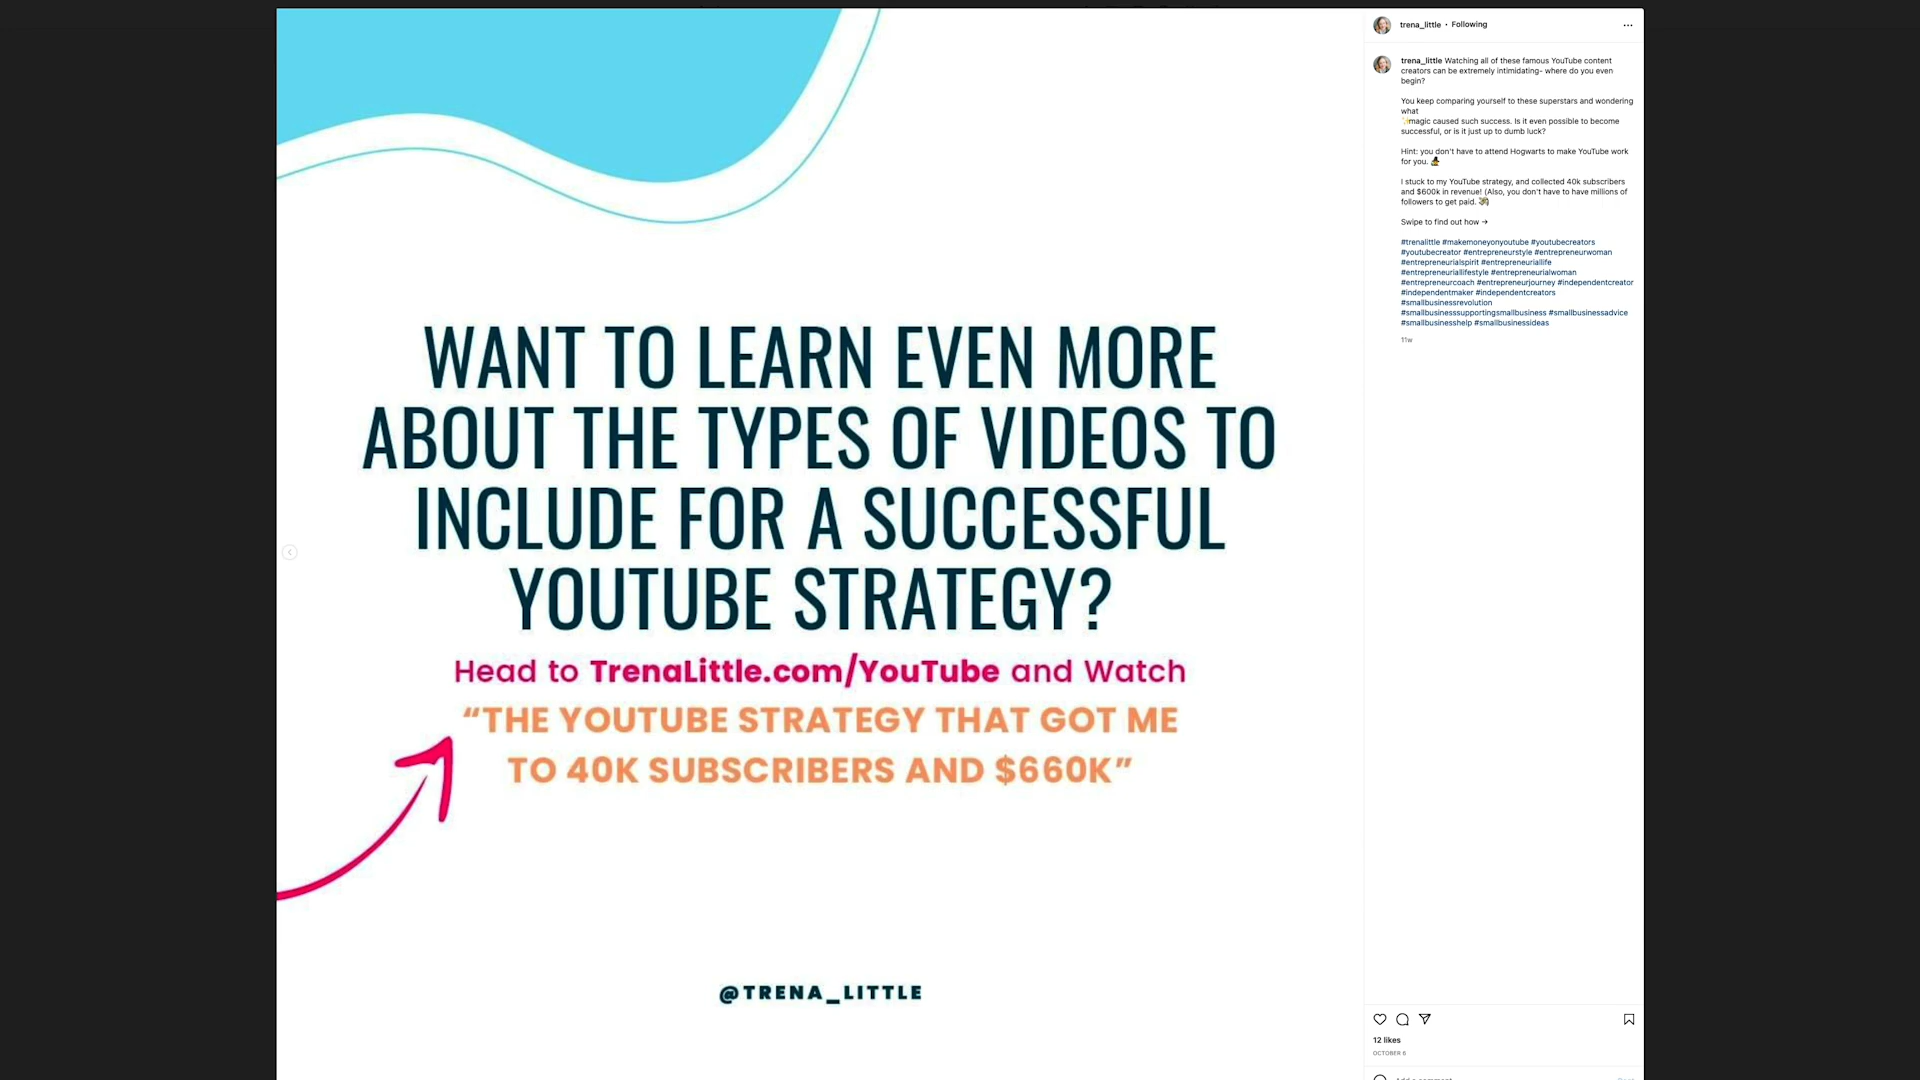 WANT TO LEARN EVEN MORE
ABOUT THE TYPES OF VIDEOS TO
INCLUDE FOR A SUCCESSFUL
YOUTUBE STRATEGY?
Head to TrenaLittle.com/YouTube and Watch
“THE YOUTUBE STRATEGY THAT GOT ME
TO 40K SUBSCRIBERS AND $660K”
@TRENA_LITTLE
trena_little • Following
trena_little Watching all of these famous YouTube content
creators can be extremely intimidating- where do you even
begin?
You keep comparing yourself to these superstars and wondering
what
✨magic caused such success. Is it even possible to become
successful, or is it just up to dumb luck?
Hint: you don't have to attend Hogwarts to make YouTube work
for you.
I stuck to my YouTube strategy, and collected 40k subscribers
and $600k in revenue! (Also, you don't have to have millions of
followers to get paid. 💸)
Swipe to find out how →
#trenalittle #makemoneyonyoutube #youtubecreators
#youtubecreator #entrepreneurstyle #entrepreneurwoman
#entrepreneurialspirit #entrepreneuriallife
#entrepreneuriallifestyle #entrepreneurialwoman
#entrepreneurcoach #entrepreneurjourney #independentcreator
#independentmaker #independentcreators
#smallbusinessrevolution
#smallbusinesssupportingsmallbusiness #smallbusinessadvice
#smallbusinesshelp #smallbusinessideas
11w
12 likes
OCTOBER 6